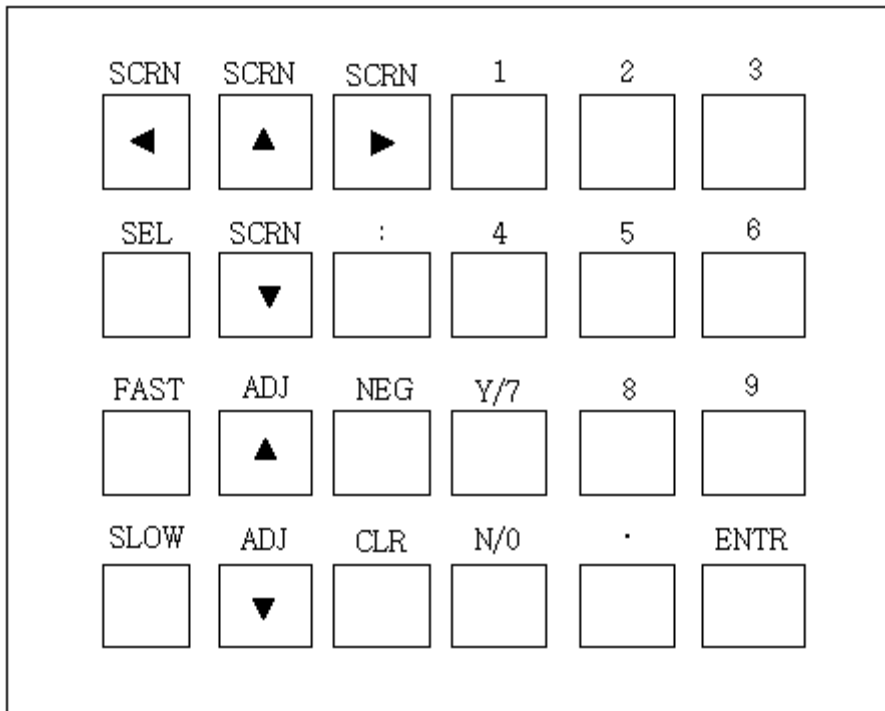 SCRN SCRN SCRN 1 2 3
◄ ▲ ►
SEL SCRN : 4 5 6
▼
FAST ADJ NEG Y/7 8 9
▲
SLOW ADJ CLR N/0 · ENTR
▼